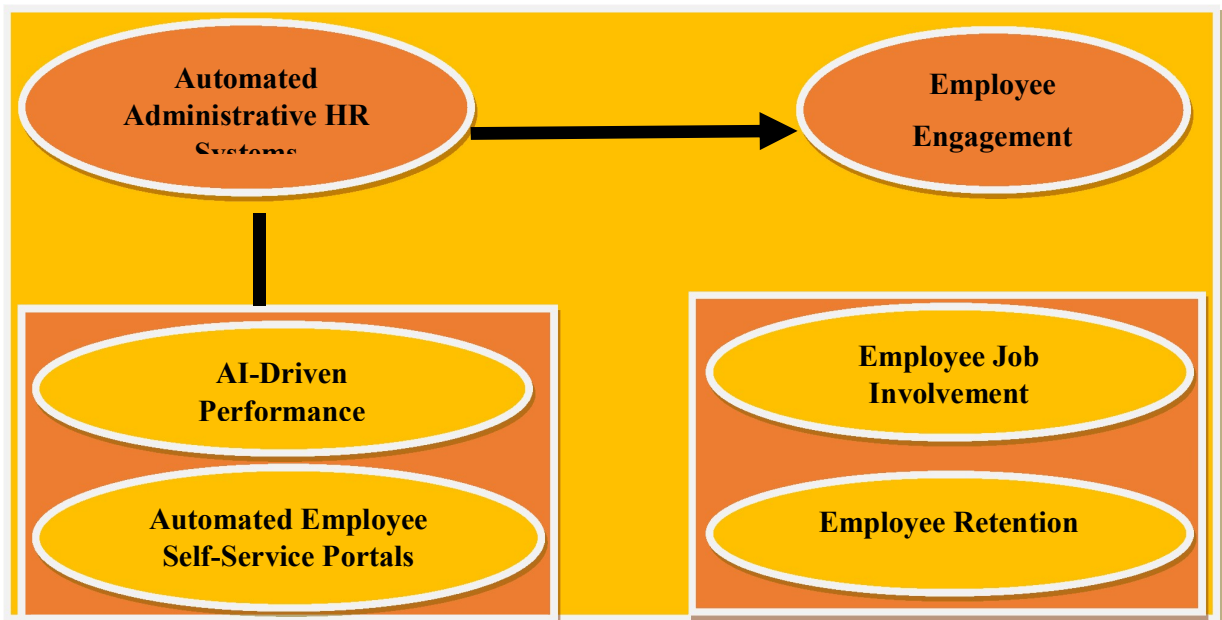 Automated
Administrative HR
Systems
Employee
Engagement
AI-Driven
Performance
Employee Job
Involvement
Automated Employee
Self-Service Portals
Employee Retention